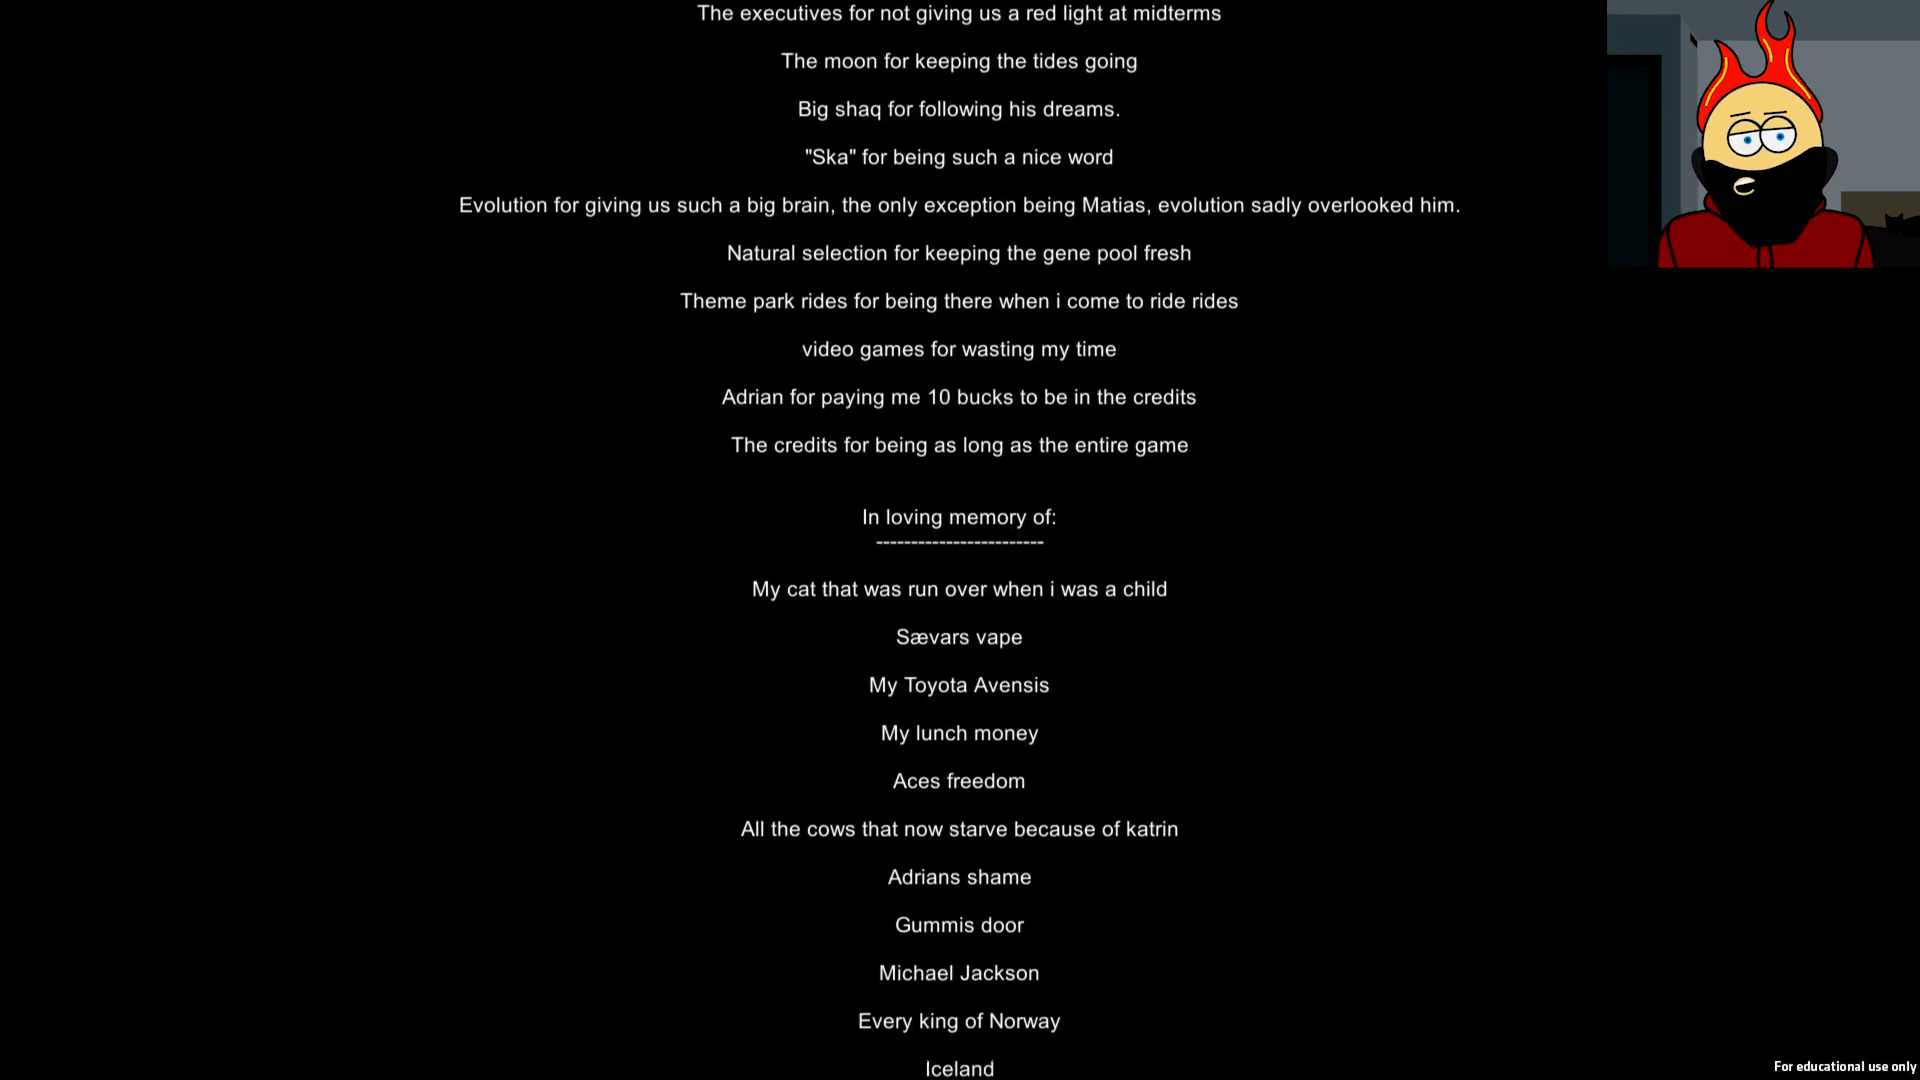 The executives for not giving us a red light at midterms
The moon for keeping the tides going
Big shaq for following his dreams.
"Ska" for being such a nice word
Evolution for giving us such a big brain, the only exception being Matias, evolution sadly overlooked him.
Natural selection for keeping the gene pool fresh
Theme park rides for being there when i come to ride rides
video games for wasting my time
Adrian for paying me 10 bucks to be in the credits
The credits for being as long as the entire game
In loving memory of:
------------------------
My cat that was run over when i was a child
Sævars vape
My Toyota Avensis
My lunch money
Aces freedom
All the cows that now starve because of katrin
Adrians shame
Gummis door
Michael Jackson
Every king of Norway
Iceland
For educational use only